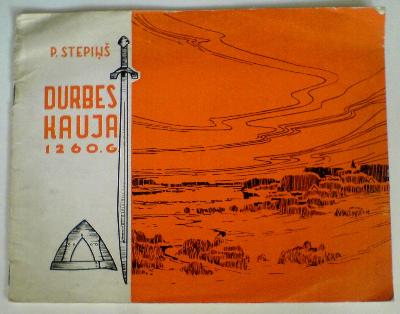 P. STEPIŅŠ
DURBES
KAUJA
1260.G